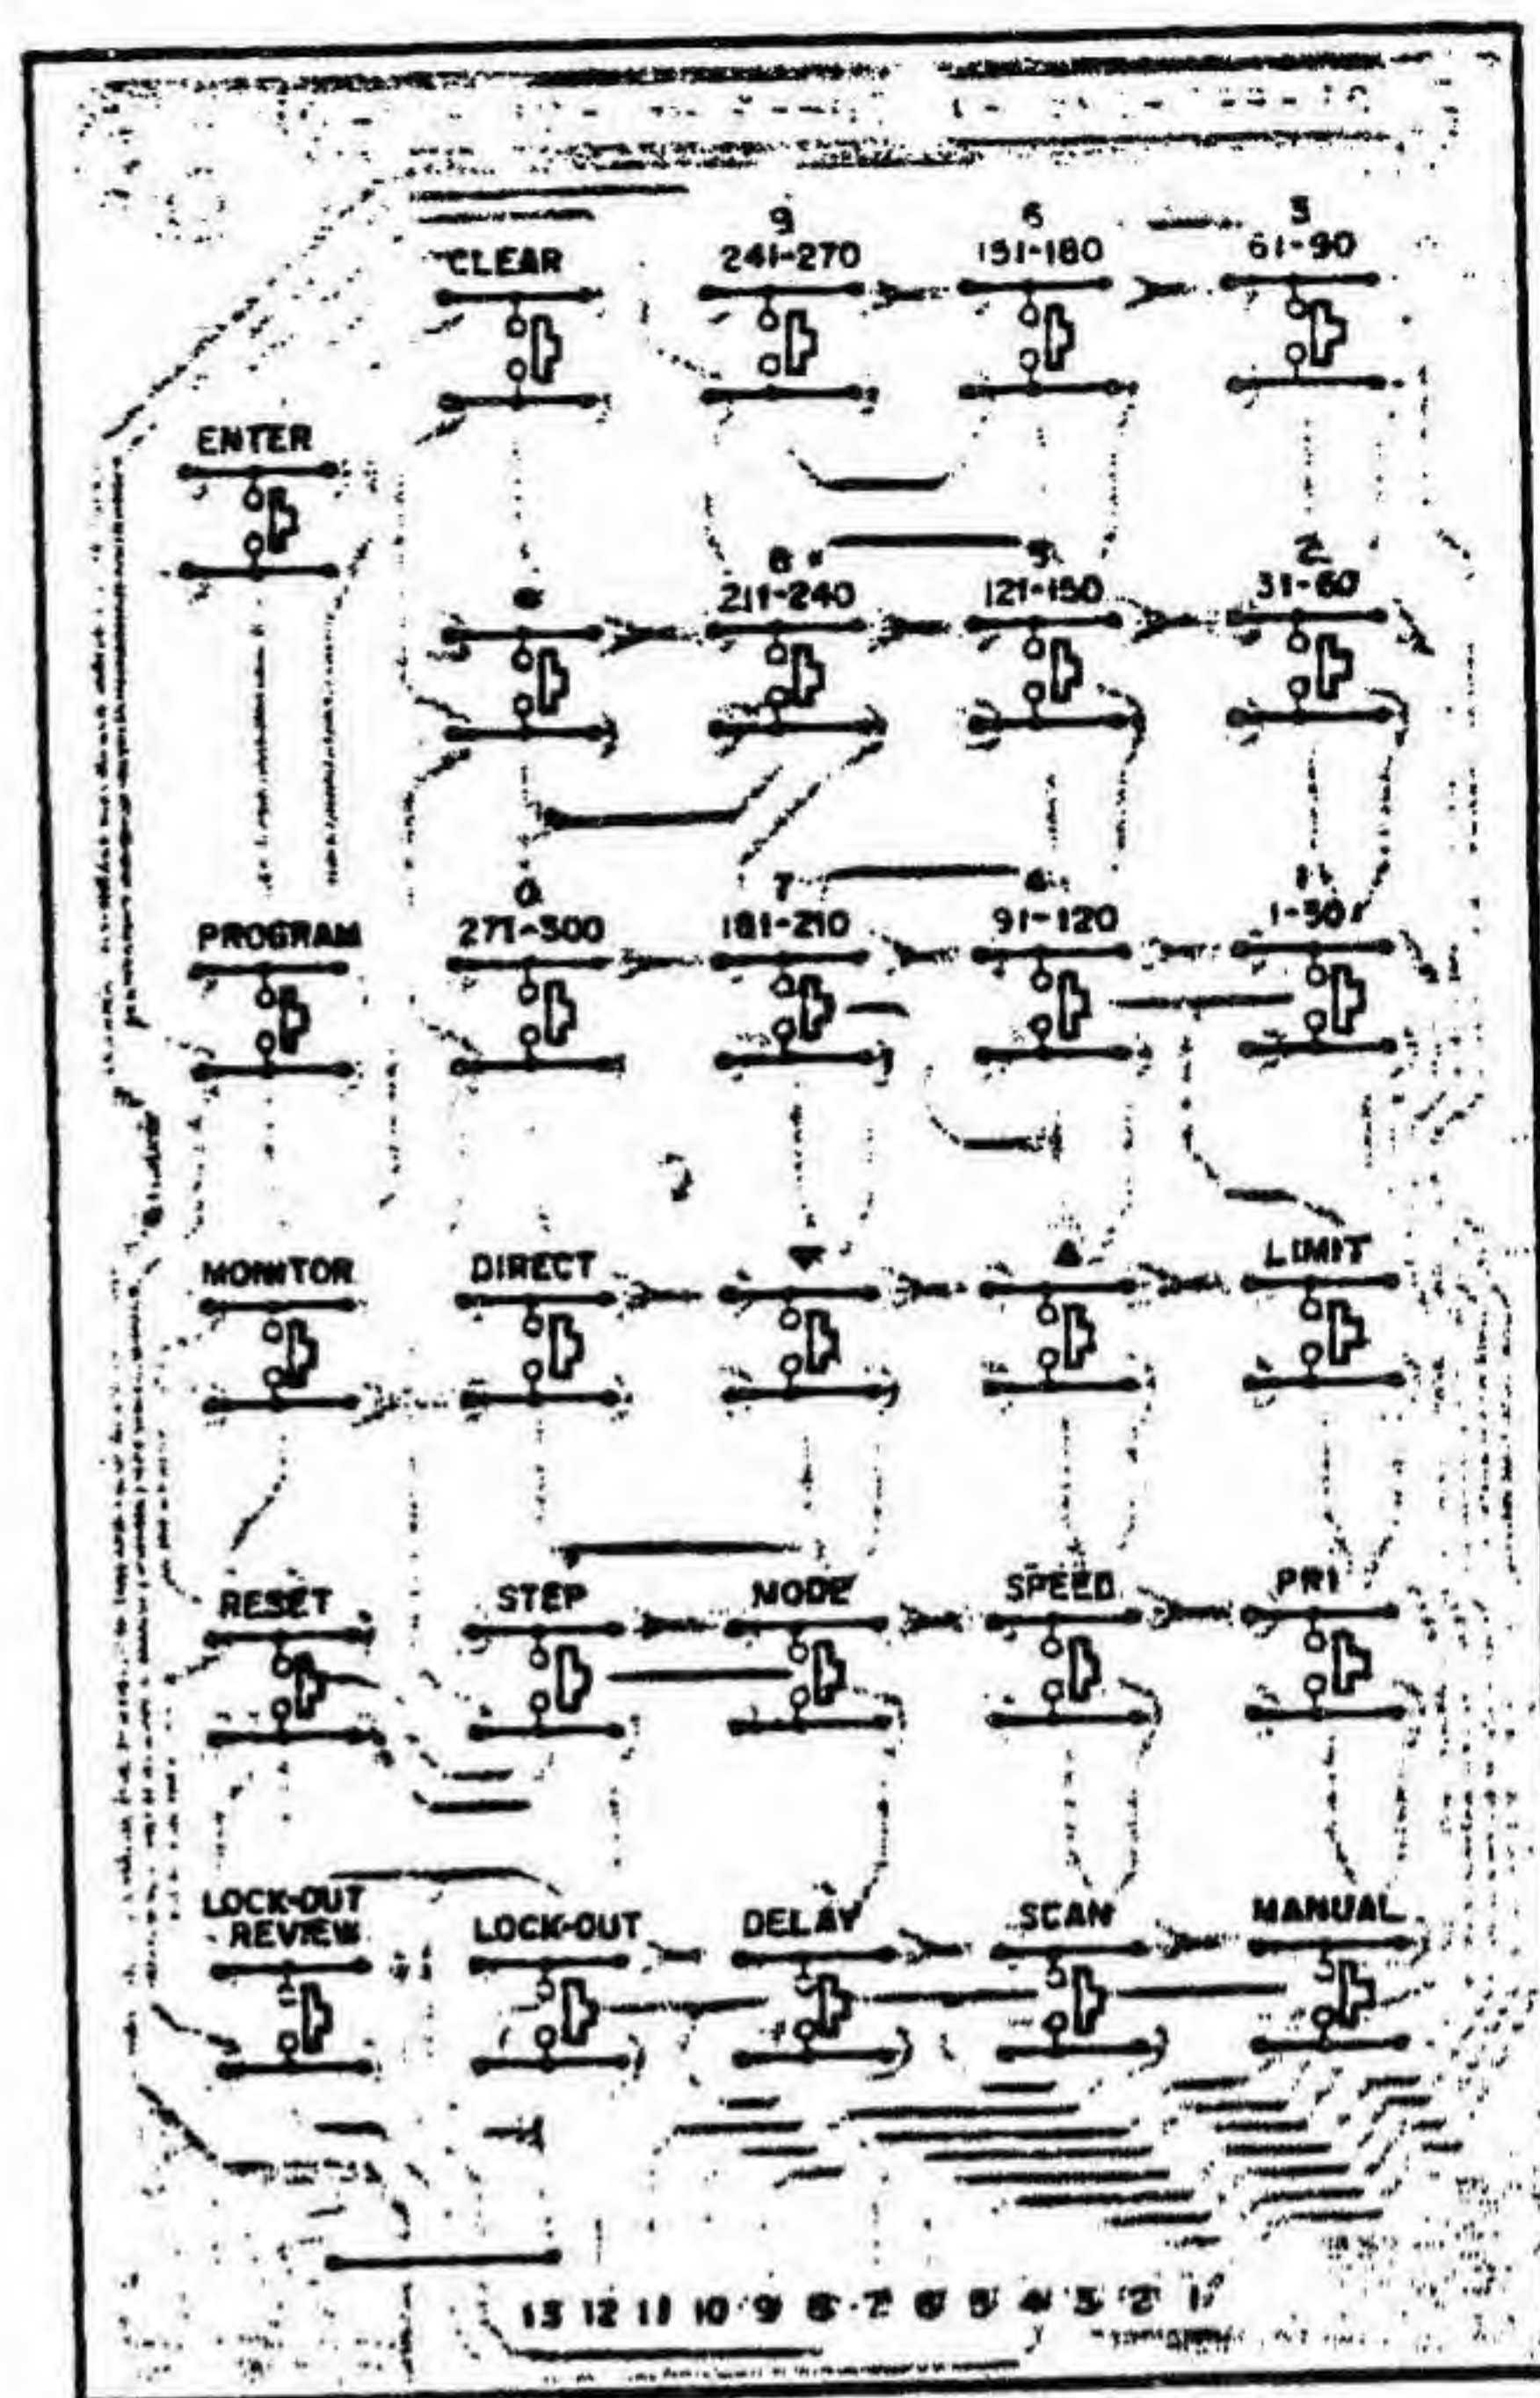 9 6 3
CLEAR 241-270 151-180 61-90
ENTER
8 5 2
211-240 121-150 31-60
0 7 4 1
PROGRAM 271-300 181-210 91-120 1-30
MONITOR DIRECT ▼ ▲ LIMIT
RESET STEP MODE SPEED PRI
LOCK-OUT
REVIEW LOCK-OUT DELAY SCAN MANUAL
13 12 11 10 9 8 7 6 5 4 3 2 1